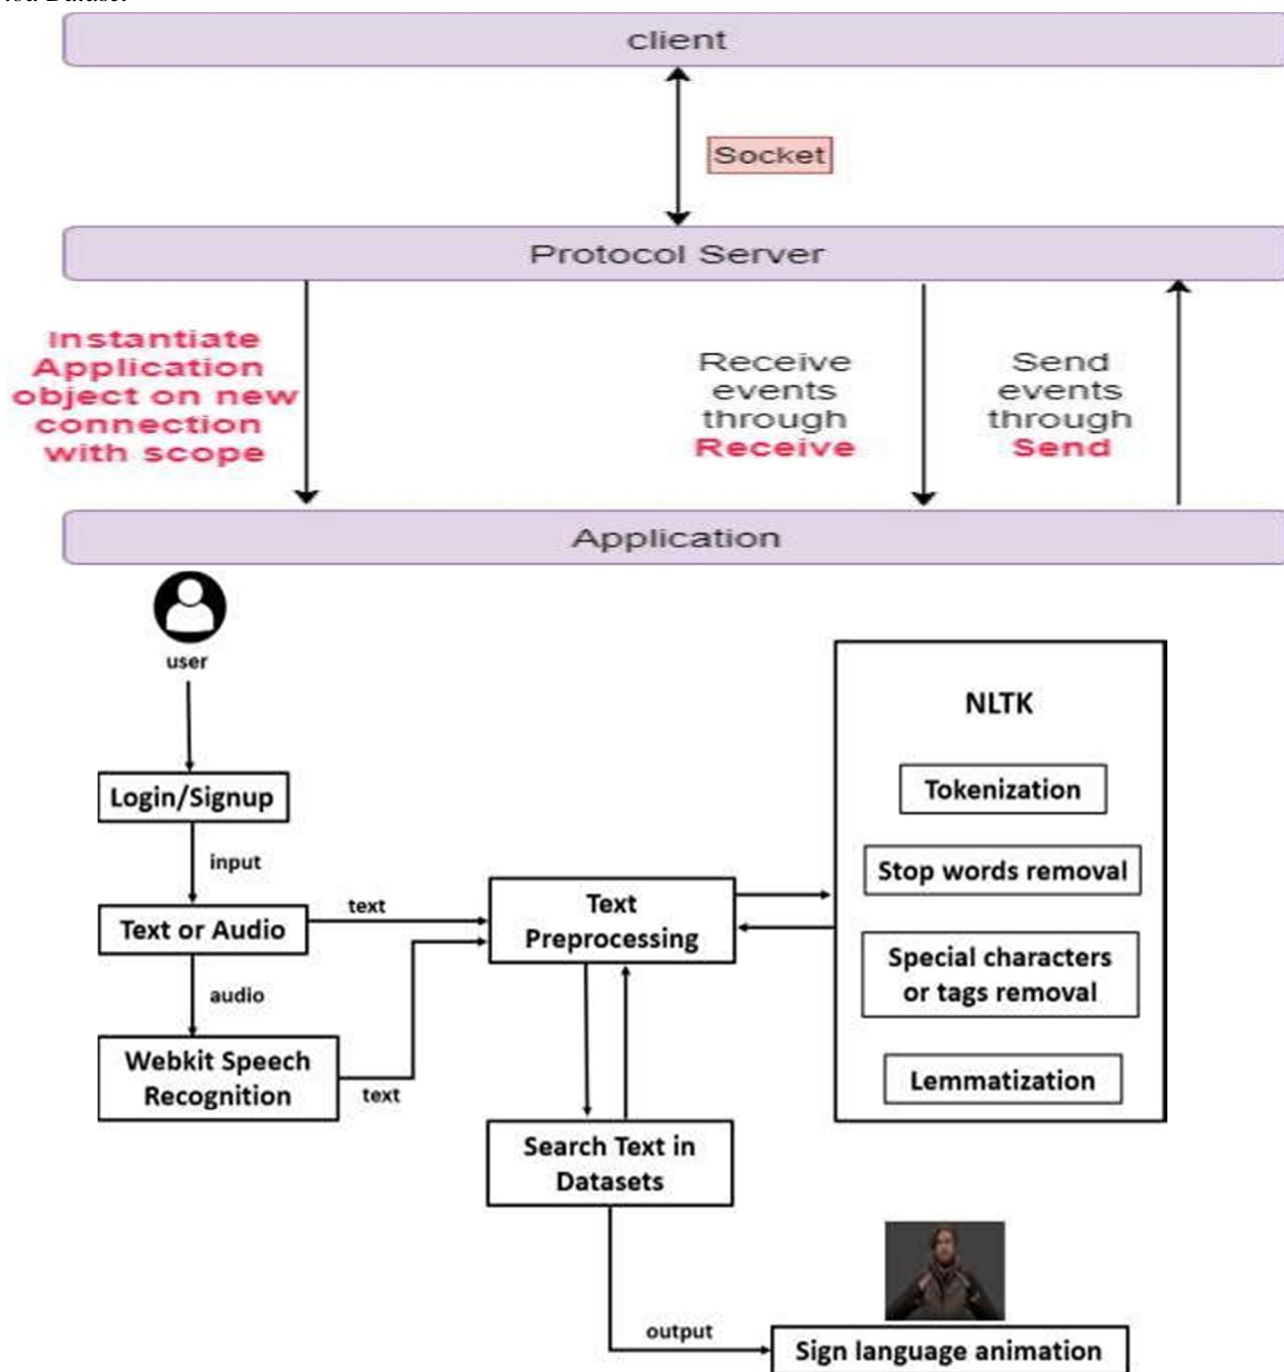 client
Socket
Protocol Server
Instantiate
Application
object on new
connection
with scope
Receive
events
through
Receive
Send
events
through
Send
Application
user
Login/Signup
input
Text or Audio
text
audio
Webkit Speech
Recognition
text
Text
Preprocessing
NLTK
Tokenization
Stop words removal
Special characters
or tags removal
Lemmatization
Search Text in
Datasets
output
Sign language animation